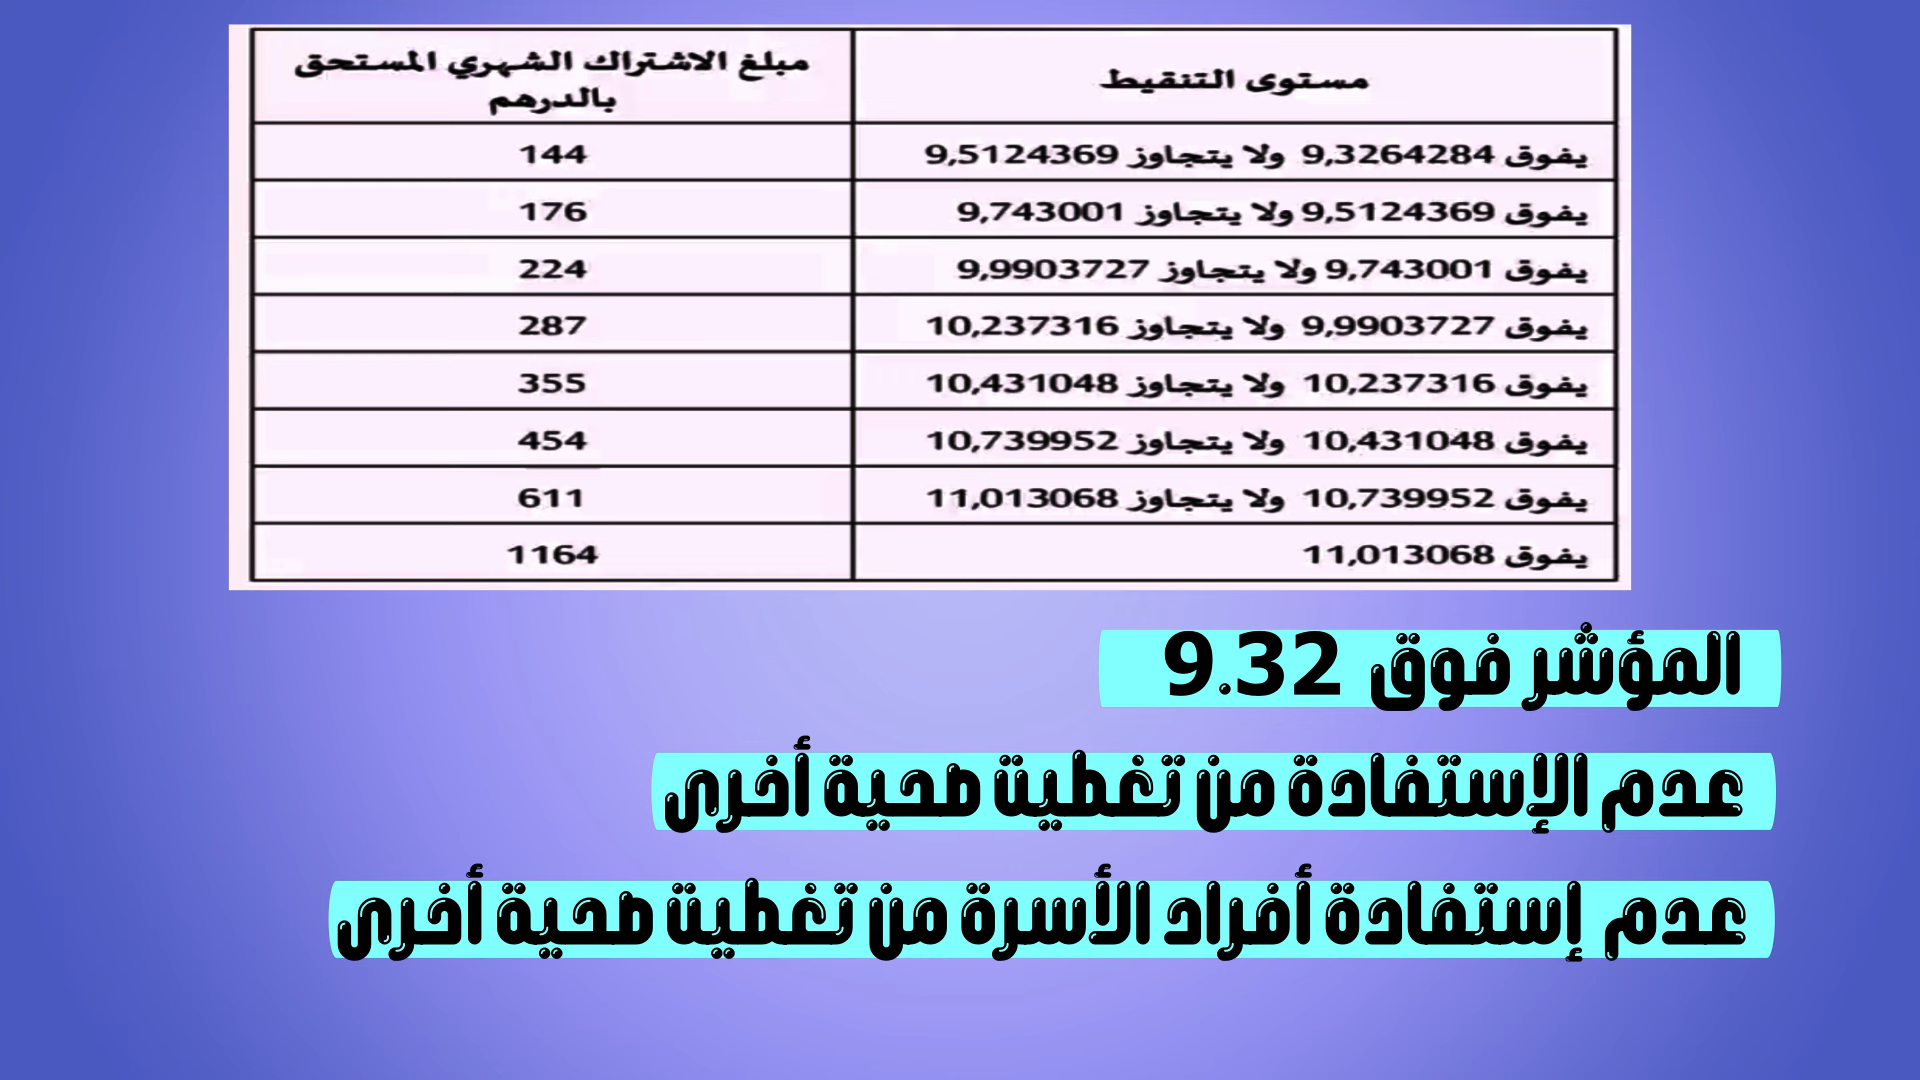 مستوى التنقيط
مبلغ الاشتراك الشهري المستحق
بالدرهم
يفوق 9,3264284 ولا يتجاوز 9,5124369
144
يفوق 9,5124369 ولا يتجاوز 9,743001
176
يفوق 9,743001 ولا يتجاوز 9,9903727
224
يفوق 9,9903727 ولا يتجاوز 10,237316
287
يفوق 10,237316 ولا يتجاوز 10,431048
355
يفوق 10,431048 ولا يتجاوز 10,739952
454
يفوق 10,739952 ولا يتجاوز 11,013068
611
يفوق 11,013068
1164
المؤشر فوق 9.32
عدم الإستفادة من تغطية صحية أخرى
عدم إستفادة أفراد الأسرة من تغطية صحية أخرى